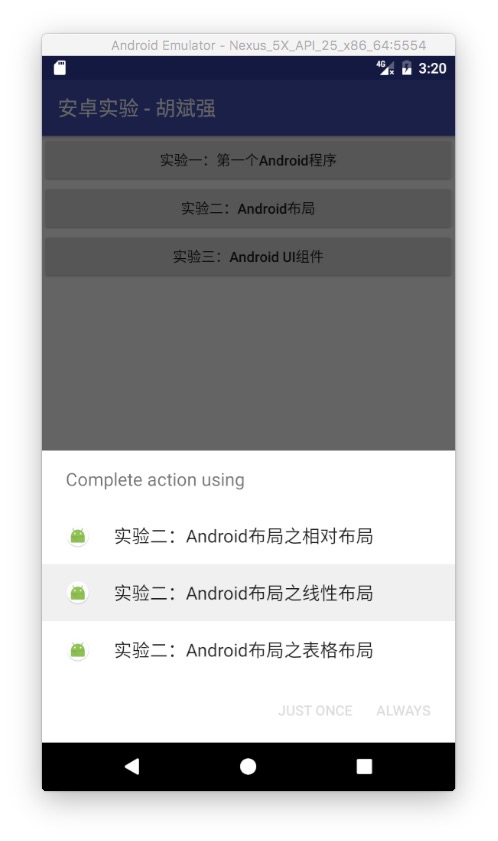 Android Emulator - Nexus_5X_API_25_x86_64:5554
4G 3:20
安卓实验 - 胡斌强
实验一：第一个Android程序
实验二：Android布局
实验三：Android UI组件
Complete action using
实验二：Android布局之相对布局
实验二：Android布局之线性布局
实验二：Android布局之表格布局
JUST ONCE ALWAYS